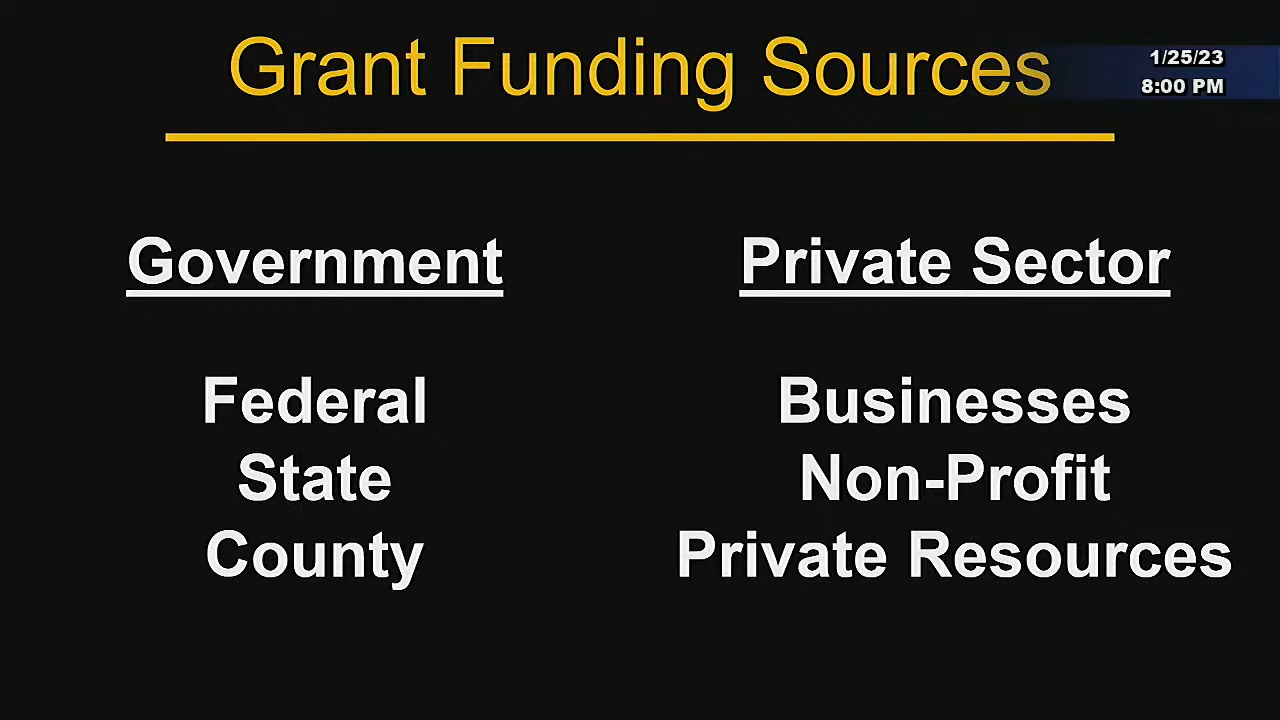 Grant Funding Sources
1/25/23
8:00 PM
Government
Federal
State
County
Private Sector
Businesses
Non-Profit
Private Resources